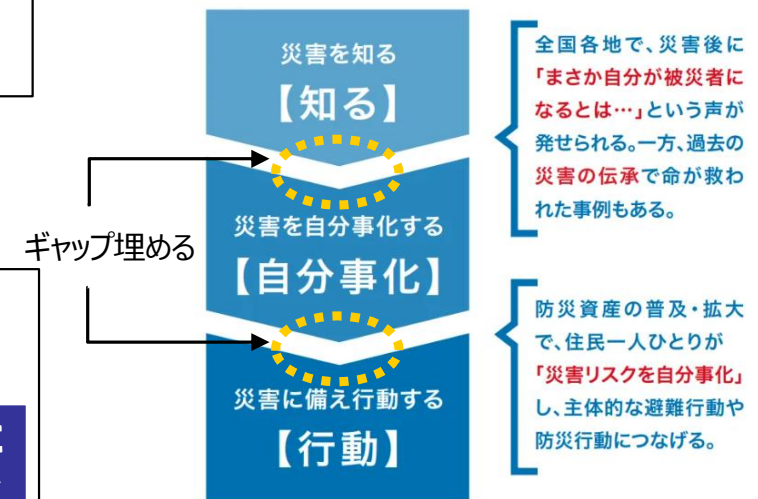 災害を知る
【知る】
全国各地で、災害後に
「まさか自分が被災者に
なるとは…」という声が
発せられる。一方、過去の
災害の伝承で命が救わ
れた事例もある。
ギャップ埋める
災害を自分事化する
【自分事化】
防災資産の普及・拡大
で、住民一人ひとりが
「災害リスクを自分事化」
し、主体的な避難行動や
防災行動につなげる。
災害に備え行動する
【行動】